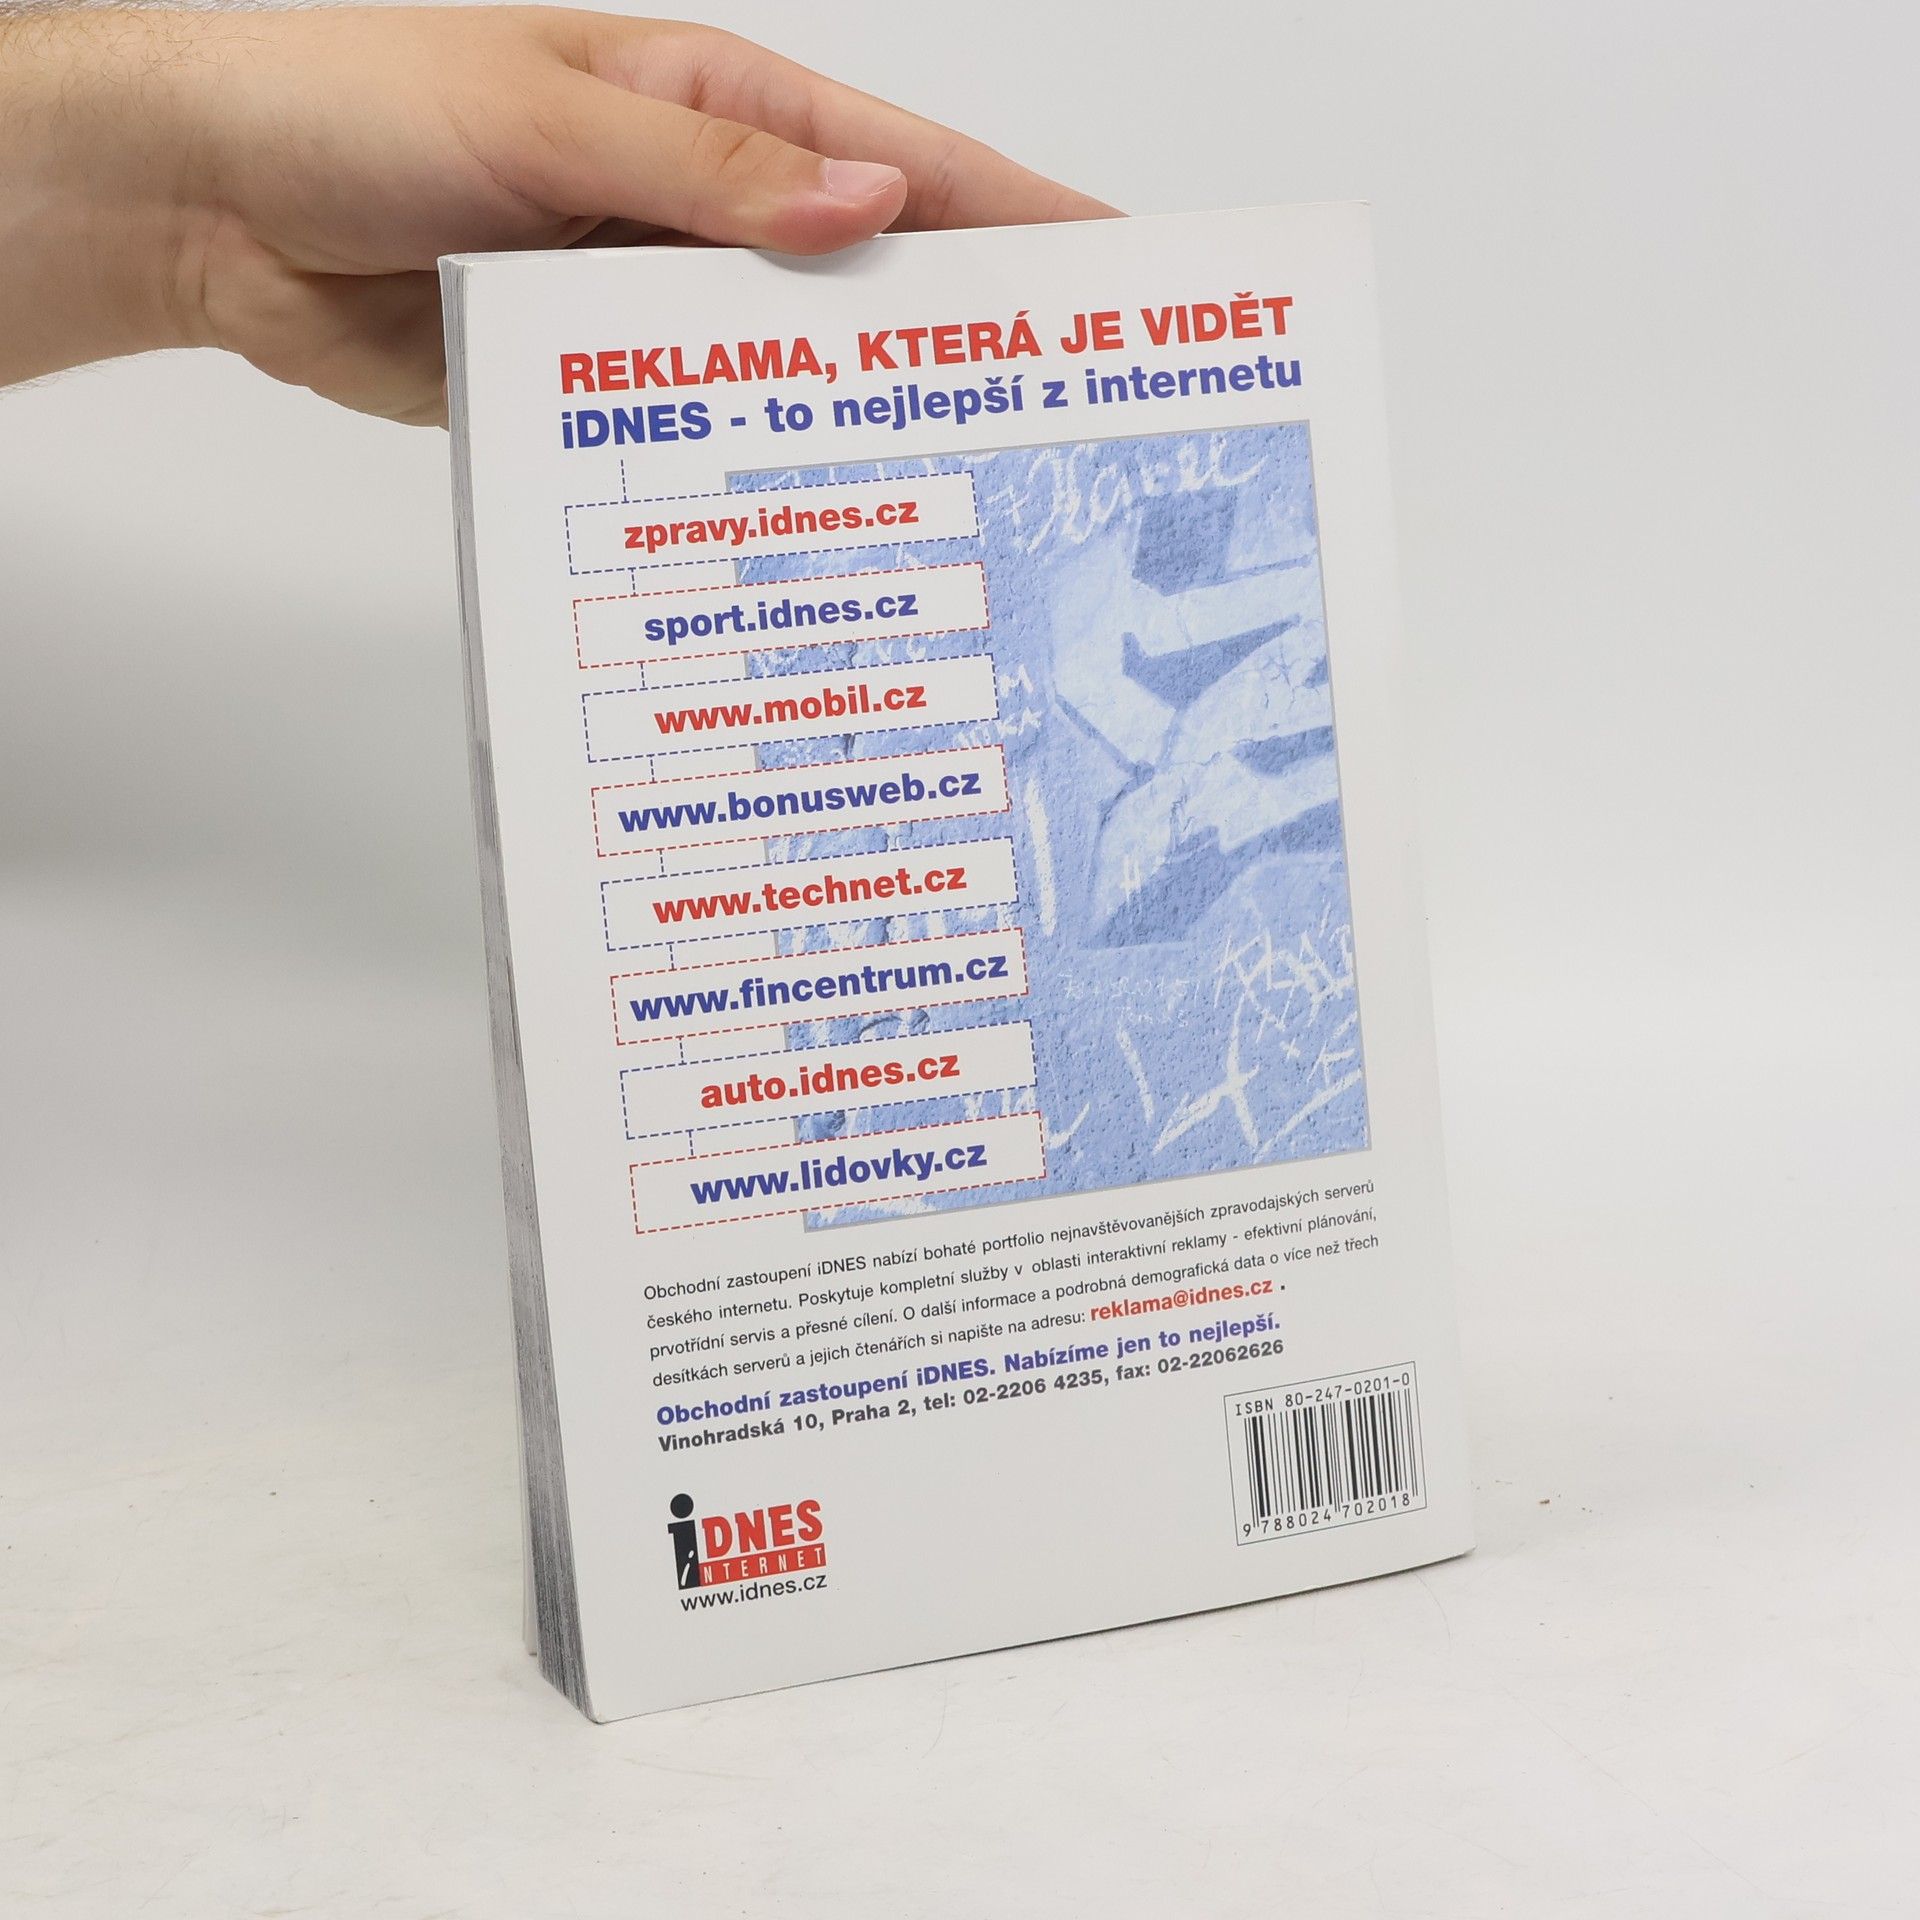 REKLAMA, KTERÁ JE VIDĚT
iDNES - to nejlepší z internetu
zpravy.idnes.cz
sport.idnes.cz
www.mobil.cz
www.bonusweb.cz
www.technet.cz
www.fincentrum.cz
auto.idnes.cz
www.lidovky.cz
Obchodní zastoupení iDNES nabízí bohaté portfolio nejnavštěvovanějších zpravodajských serverů
českého internetu. Poskytuje kompletní služby v oblasti interaktivní reklamy - efektivní plánování,
prvotřídní servis a přesné cílení. O další informace a podrobná demografická data o více než třech
desítkách serverů a jejich čtenářích si napište na adresu: reklama@idnes.cz .
Obchodní zastoupení iDNES. Nabízíme jen to nejlepší.
Vinohradská 10, Praha 2, tel: 02-2206 4235, fax: 02-22062626
ISBN 80-247-0201-0
9 788024 702018
iDNES
iNTERNET
www.idnes.cz